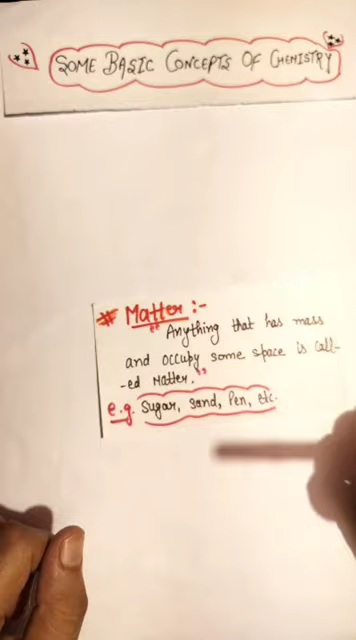 SOME BASIC CONCEPTS OF CHEMISTRY
# Matter :-
" Anything that has mass
and occupy some space is call-
-ed Matter."
e.g. Sugar, Sand, Pen, etc.